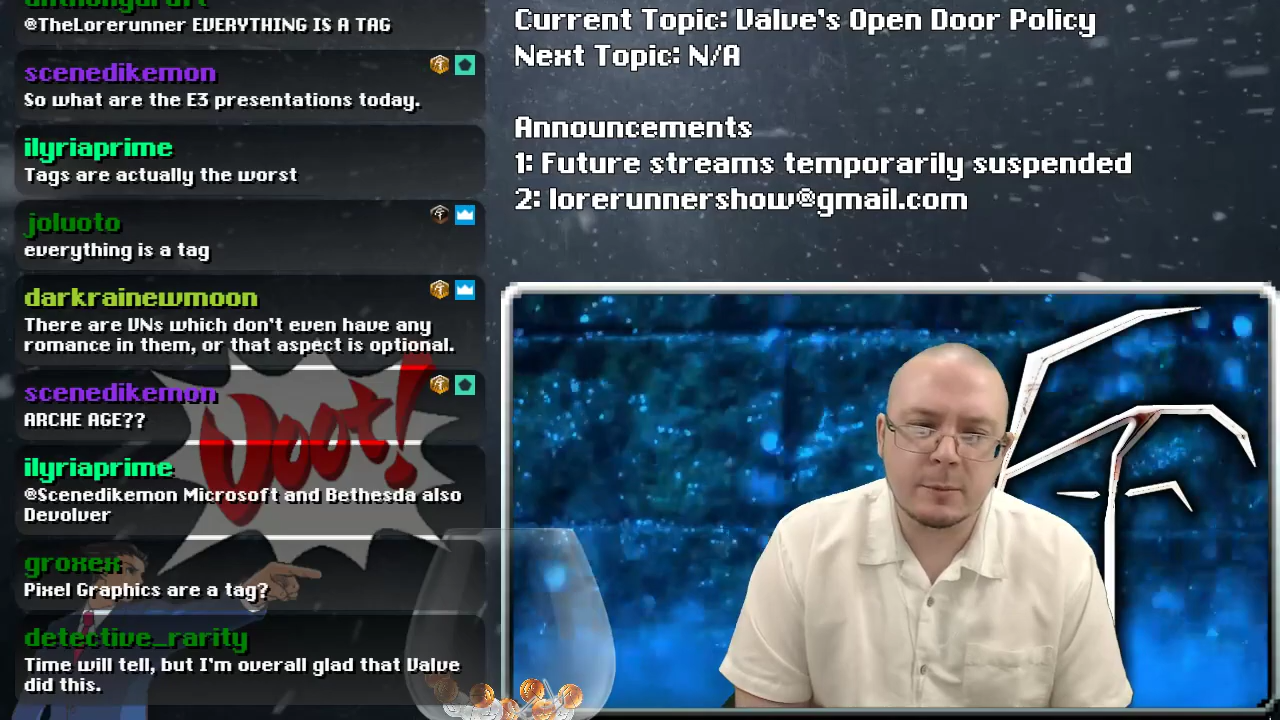 @TheLorerunner EVERYTHING IS A TAG
scenedikemon
So what are the E3 presentations today.
ilyriaprime
Tags are actually the worst
joluoto
everything is a tag
darkrainewmoon
There are VNs which don't even have any
romance in them, or that aspect is optional.
scenedikemon
ARCHE AGE??
ilyriaprime
@Scenedikemon Microsoft and Bethesda also
Devolver
groxex
Pixel Graphics are a tag?
detective_rarity
Time will tell, but I'm overall glad that Valve
did this.
Woot!
Current Topic: Valve's Open Door Policy
Next Topic: N/A
Announcements
1: Future streams temporarily suspended
2: lorerunnershow@gmail.com